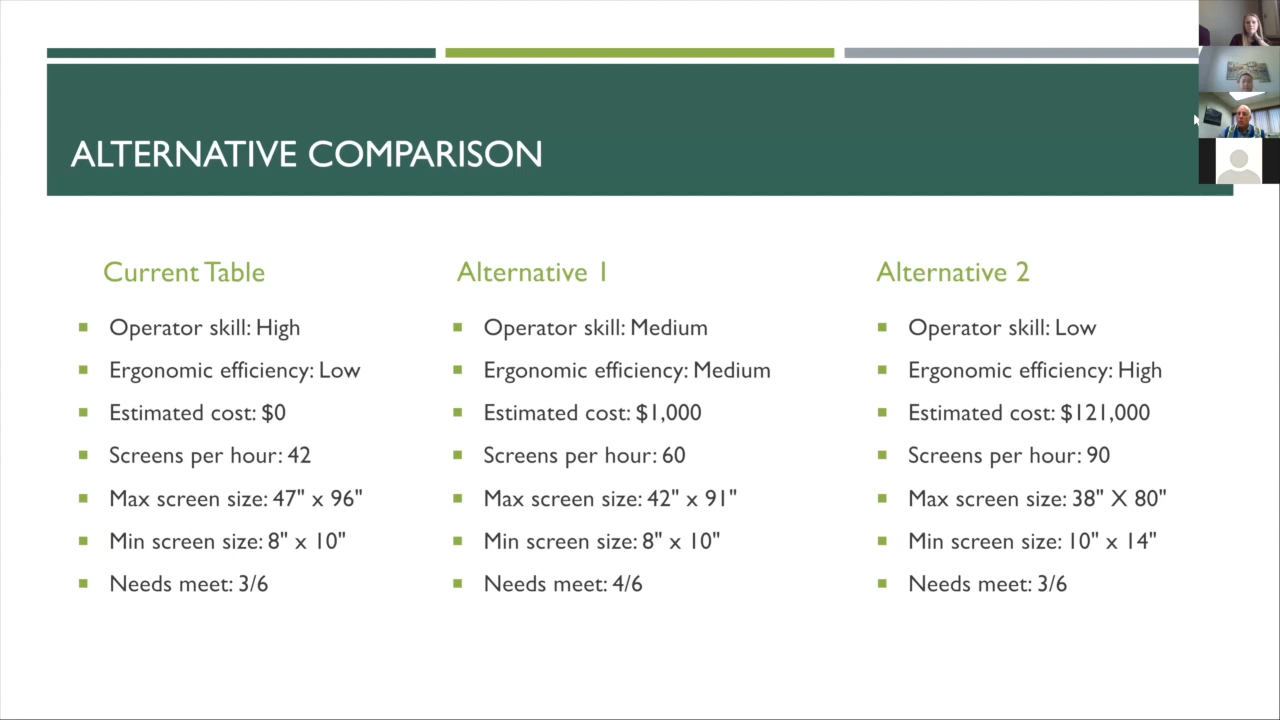 ALTERNATIVE COMPARISON
Current Table
Operator skill: High
Ergonomic efficiency: Low
Estimated cost: $0
Screens per hour: 42
Max screen size: 47" x 96"
Min screen size: 8" x 10"
Needs meet: 3/6
Alternative 1
Operator skill: Medium
Ergonomic efficiency: Medium
Estimated cost: $1,000
Screens per hour: 60
Max screen size: 42" x 91"
Min screen size: 8" x 10"
Needs meet: 4/6
Alternative 2
Operator skill: Low
Ergonomic efficiency: High
Estimated cost: $121,000
Screens per hour: 90
Max screen size: 38" X 80"
Min screen size: 10" x 14"
Needs meet: 3/6